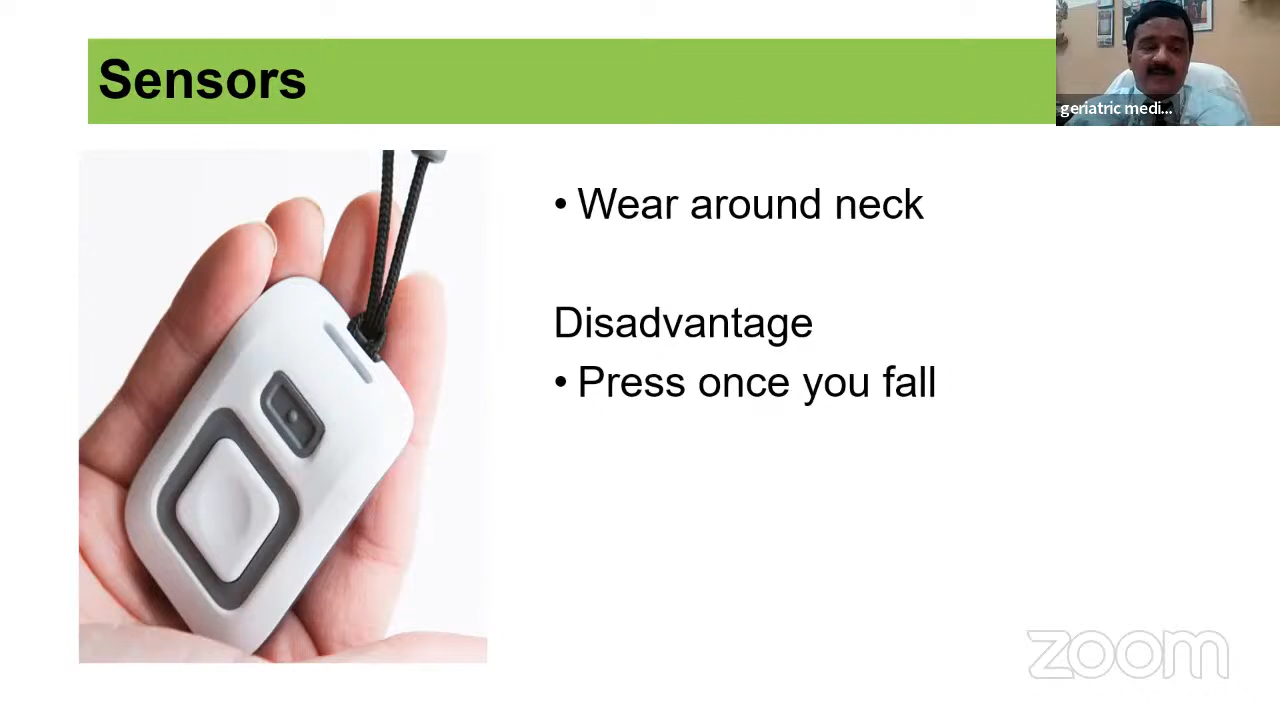 Sensors
geriatric medi...
• Wear around neck
Disadvantage
• Press once you fall
zoom